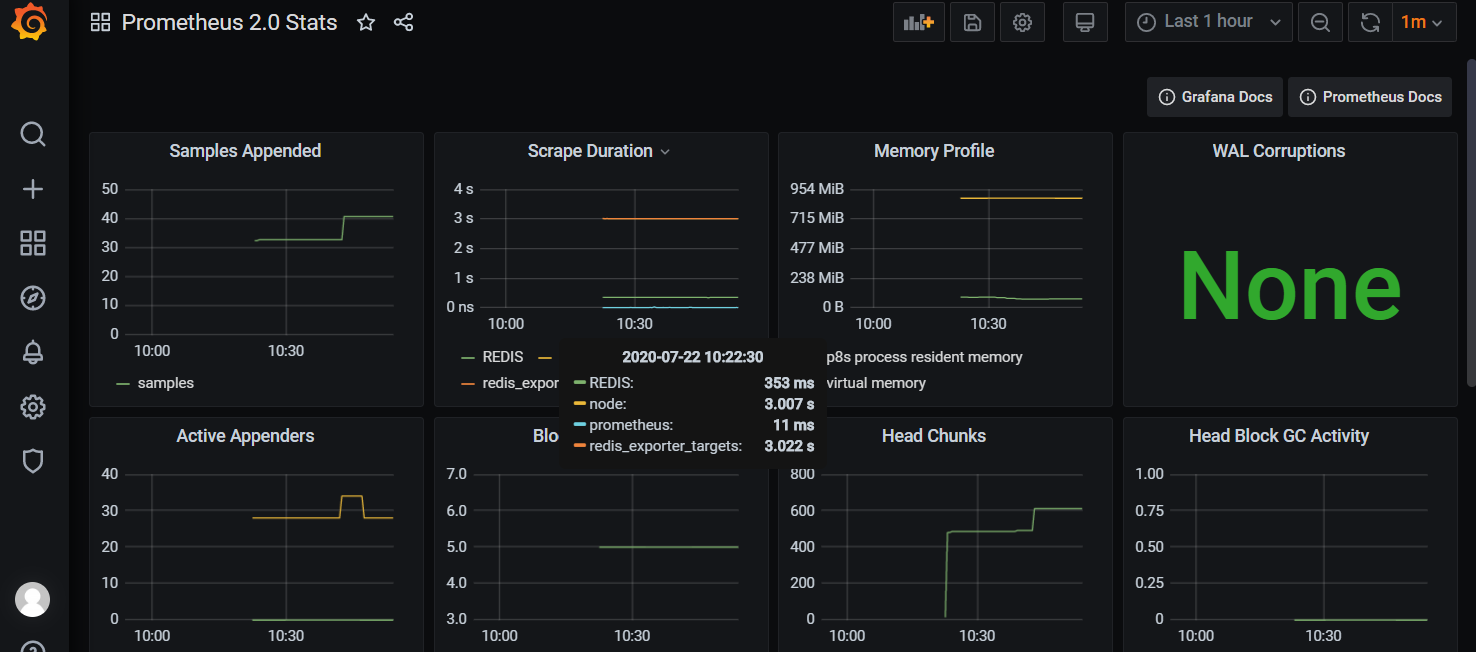 Prometheus 2.0 Stats
Last 1 hour
1m
Grafana Docs
Prometheus Docs
Samples Appended
50
40
30
20
10
0
10:00 10:30
samples
Scrape Duration
4 s
3 s
2 s
1 s
0 ns
10:00 10:30
REDIS
redis_expor
2020-07-22 10:22:30
REDIS: 353 ms
node: 3.007 s
prometheus: 11 ms
redis_exporter_targets: 3.022 s
Memory Profile
954 MiB
715 MiB
477 MiB
238 MiB
0 B
10:00 10:30
p8s process resident memory
virtual memory
WAL Corruptions
None
Active Appenders
40
30
20
10
0
10:00 10:30
Blo
7.0
6.0
5.0
4.0
3.0
10:00 10:30
Head Chunks
800
600
400
200
0
10:00 10:30
Head Block GC Activity
1.00
0.75
0.50
0.25
0
10:00 10:30